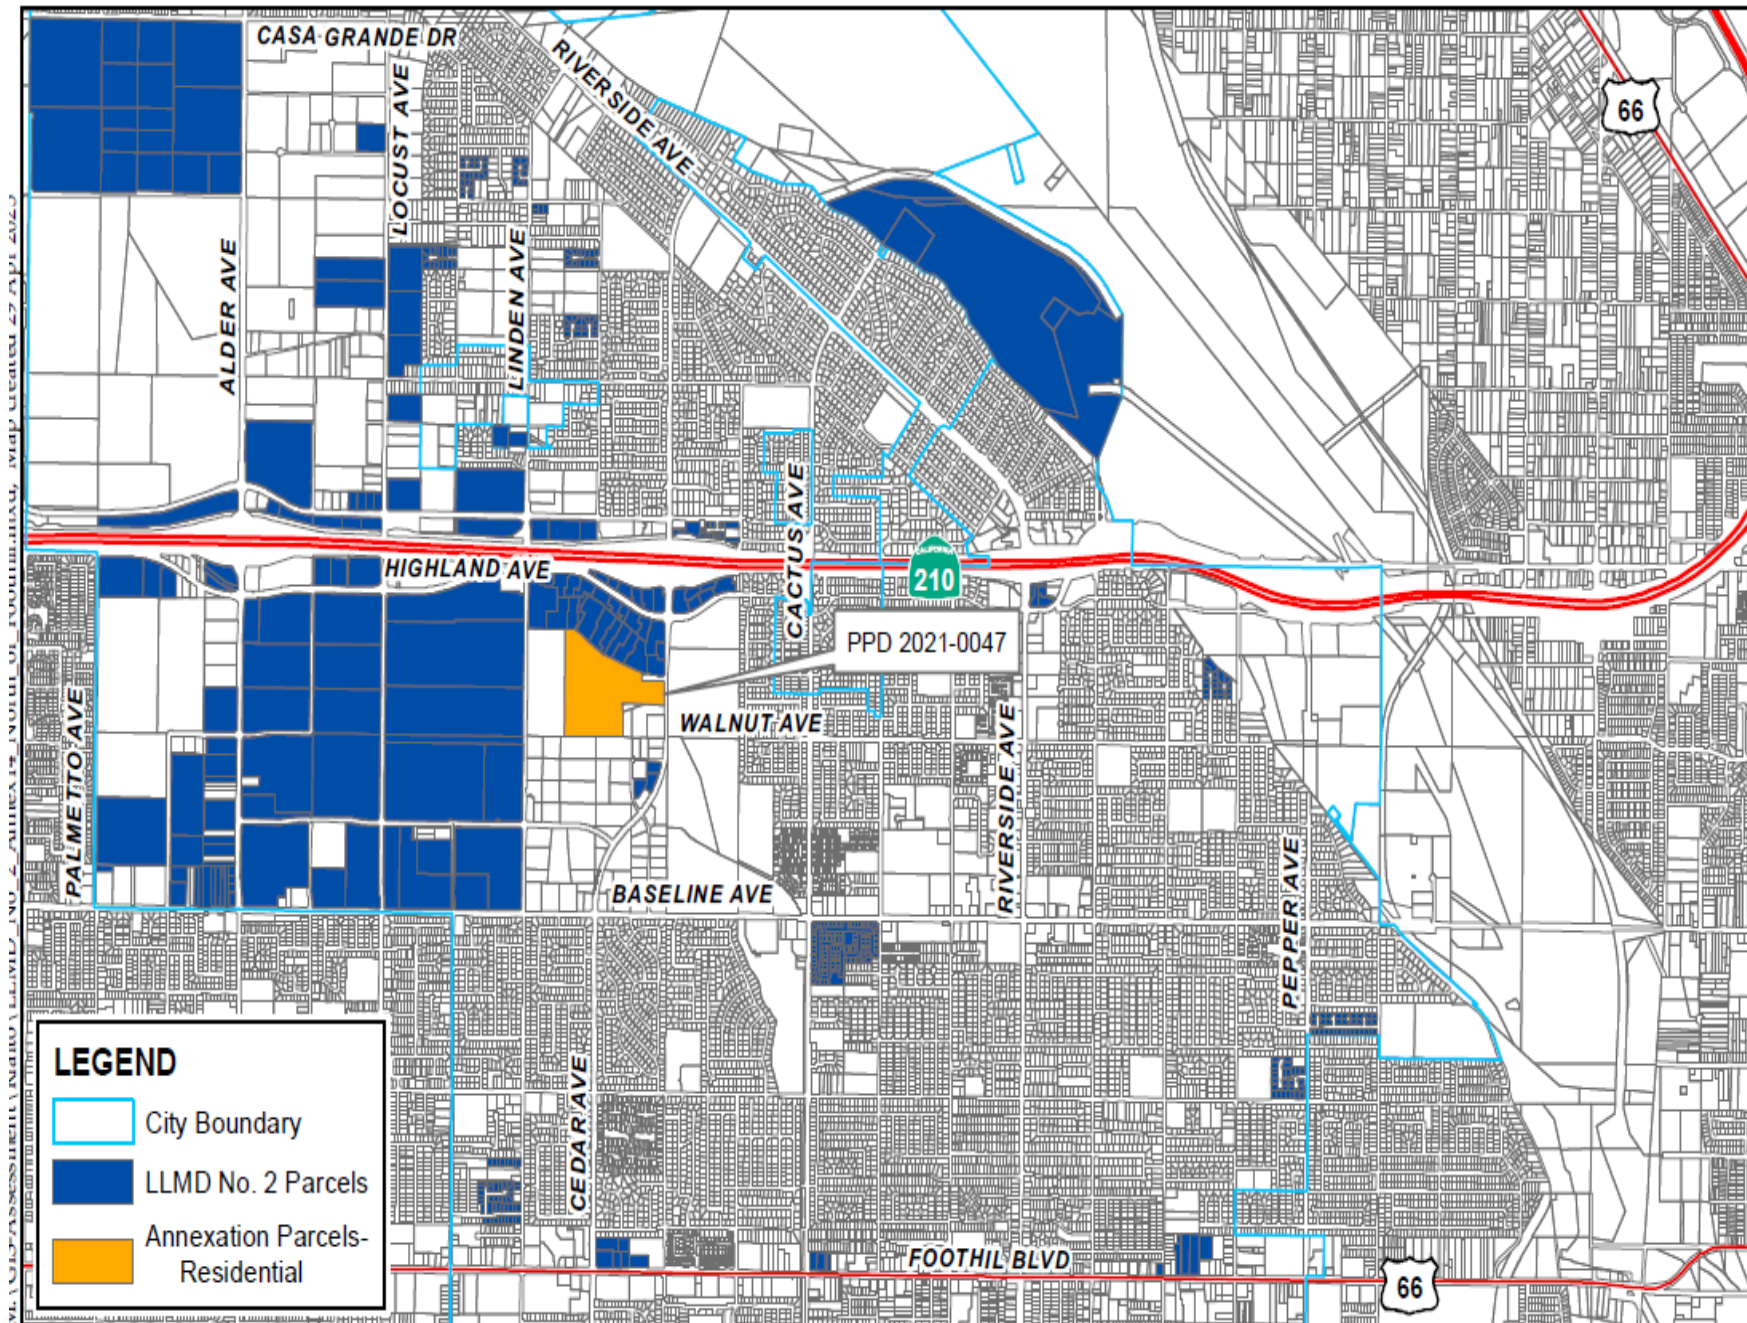 CASA GRANDE DR
RIVERSIDE AVE
66
LOCUST AVE
LINDEN AVE
ALDER AVE
CACTUS AVE
HIGHLAND AVE
CALIFORNIA
210
PPD 2021-0047
WALNUT AVE
PALMETTO AVE
RIVERSIDE AVE
PEPPER AVE
BASELINE AVE
CEDAR AVE
FOOTHIL BLVD
66
LEGEND
City Boundary
LLMD No. 2 Parcels
Annexation Parcels-
Residential